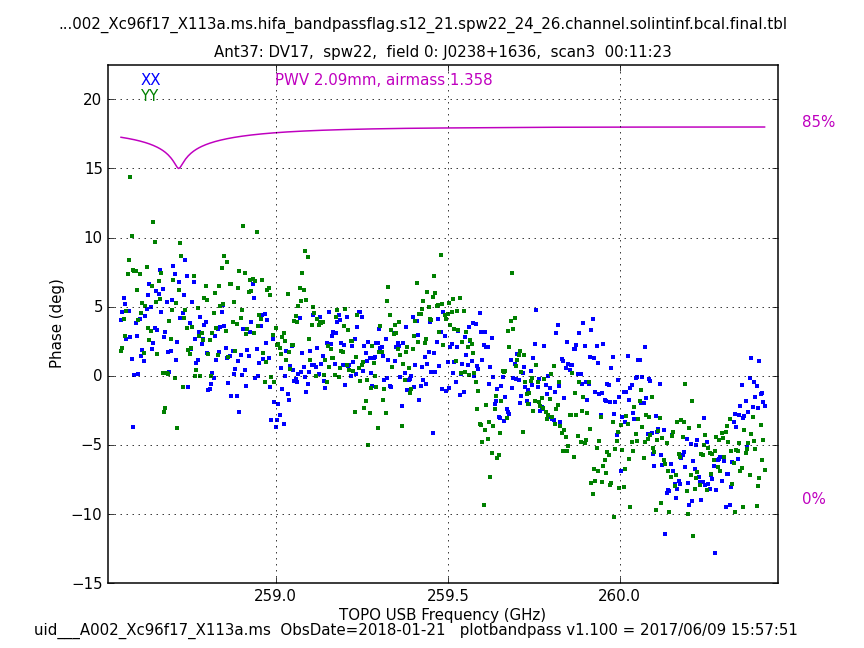 ...002_Xc96f17_X113a.ms.hifa_bandpassflag.s12_21.spw22_24_26.channel.solintinf.bcal.final.tbl
Ant37: DV17,  spw22,  field 0: J0238+1636,  scan3  00:11:23
XX
PWV 2.09mm, airmass 1.358
YY
20
85%
15
10
5
0
−5
−10
0%
−15
Phase (deg)
259.0
259.5
260.0
TOPO USB Frequency (GHz)
uid___A002_Xc96f17_X113a.ms  ObsDate=2018-01-21   plotbandpass v1.100 = 2017/06/09 15:57:51